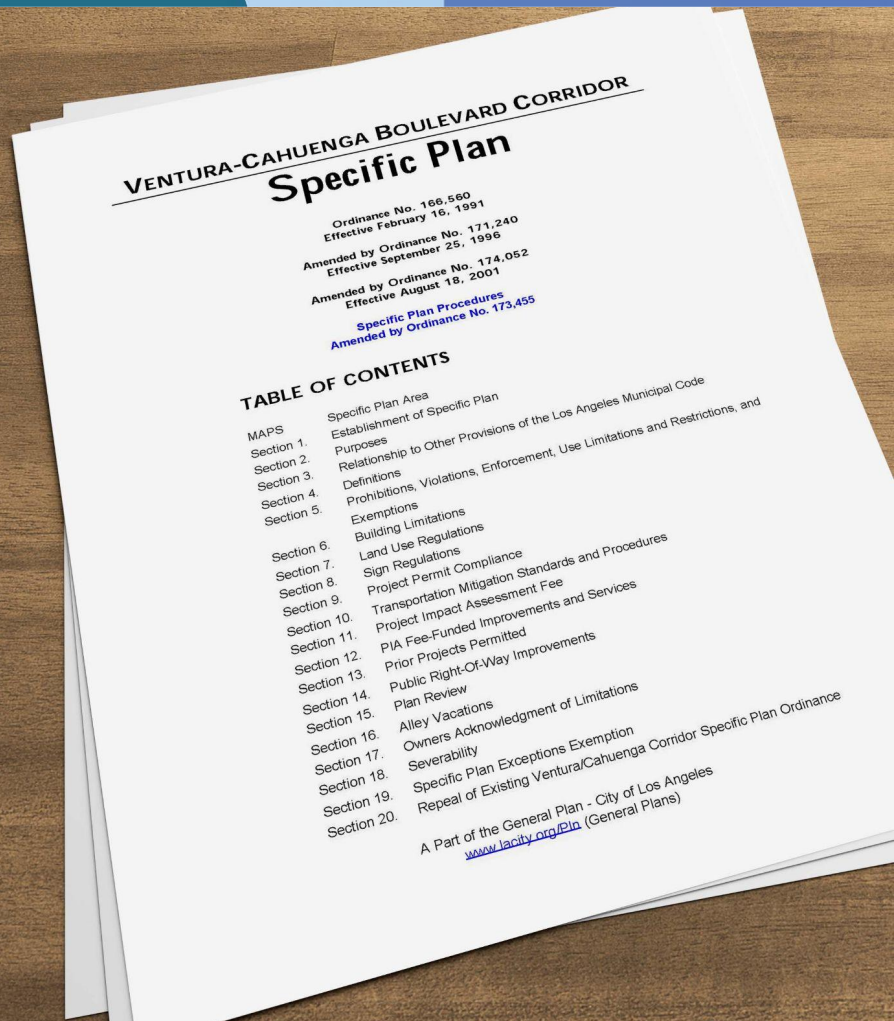 VENTURA-CAHUENGA BOULEVARD CORRIDOR
Specific Plan
Ordinance No. 166,560
Effective February 16, 1991
Amended by Ordinance No. 171,240
Effective September 25, 1996
Amended by Ordinance No. 174,052
Effective August 18, 2001
Specific Plan Procedures
Amended by Ordinance No. 173,455
TABLE OF CONTENTS
MAPS Specific Plan Area
Section 1. Establishment of Specific Plan
Section 2. Purposes
Section 3. Relationship to Other Provisions of the Los Angeles Municipal Code
Section 4. Definitions
Section 5. Prohibitions, Violations, Enforcement, Use Limitations and Restrictions, and
Exemptions
Section 6. Building Limitations
Section 7. Land Use Regulations
Section 8. Sign Regulations
Section 9. Project Permit Compliance
Section 10. Transportation Mitigation Standards and Procedures
Section 11. Project Impact Assessment Fee
Section 12. PIA Fee-Funded Improvements and Services
Section 13. Prior Projects Permitted
Section 14. Public Right-Of-Way Improvements
Section 15. Plan Review
Section 16. Alley Vacations
Section 17. Owners Acknowledgment of Limitations
Section 18. Severability
Section 19. Specific Plan Exceptions Exemption
Section 20. Repeal of Existing Ventura/Cahuenga Corridor Specific Plan Ordinance
A Part of the General Plan - City of Los Angeles
www.lacity.org/Pln (General Plans)